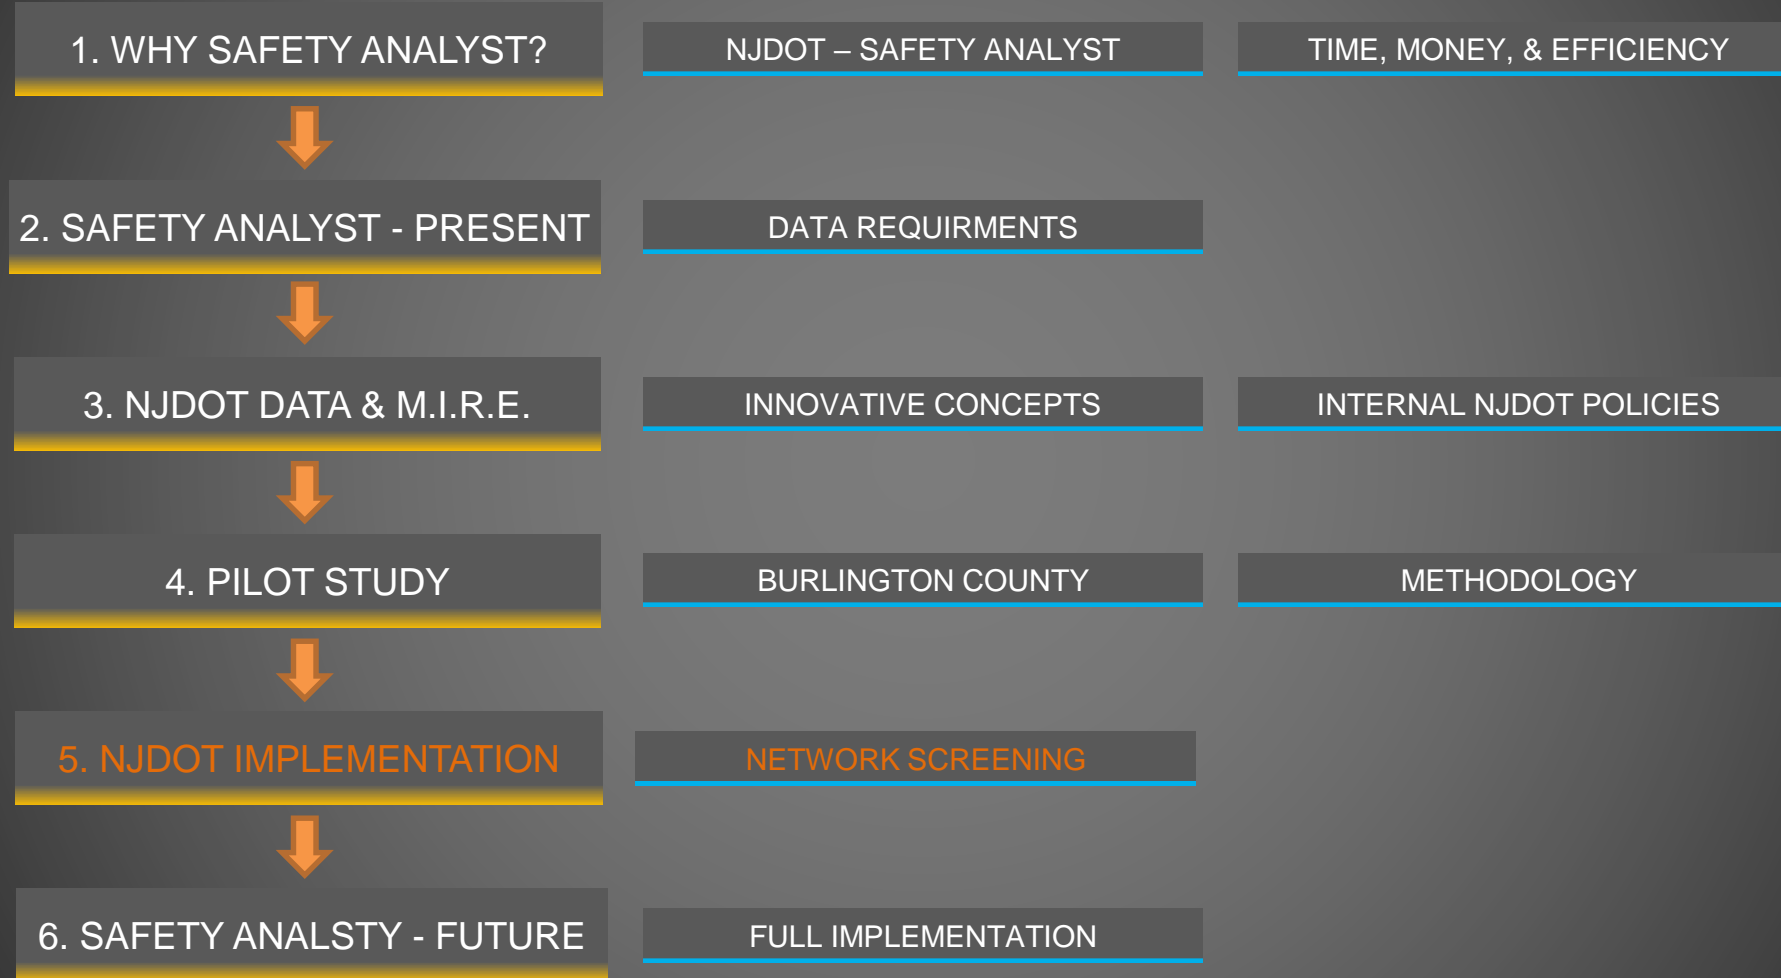 1. WHY SAFETY ANALYST?
NJDOT – SAFETY ANALYST
TIME, MONEY, & EFFICIENCY
2. SAFETY ANALYST - PRESENT
DATA REQUIRMENTS
3. NJDOT DATA & M.I.R.E.
INNOVATIVE CONCEPTS
INTERNAL NJDOT POLICIES
4. PILOT STUDY
BURLINGTON COUNTY
METHODOLOGY
5. NJDOT IMPLEMENTATION
NETWORK SCREENING
6. SAFETY ANALSTY - FUTURE
FULL IMPLEMENTATION